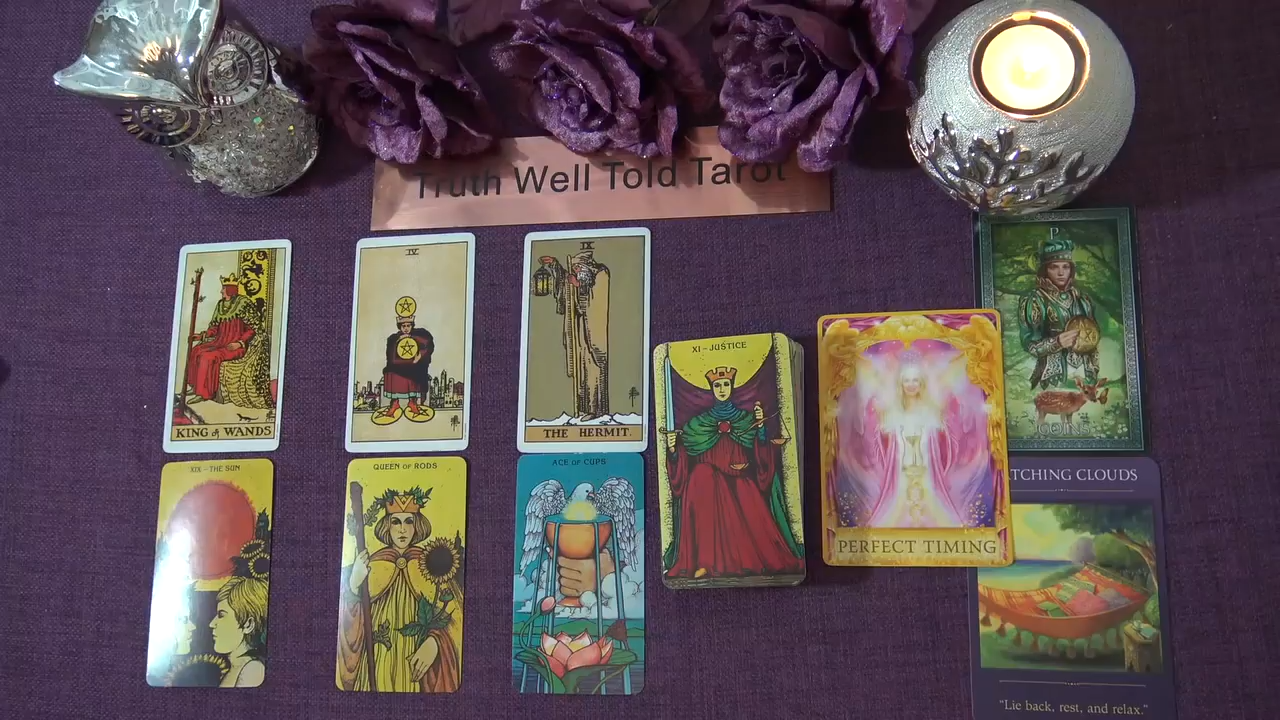 Truth Well Told Tarot
KING of WANDS
IV
IX
THE HERMIT.
XIX - THE SUN
QUEEN OF RODS
ACE OF CUPS
XI - JUSTICE
PERFECT TIMING
P
COINS
TCHING CLOUDS
"Lie back, rest, and relax."